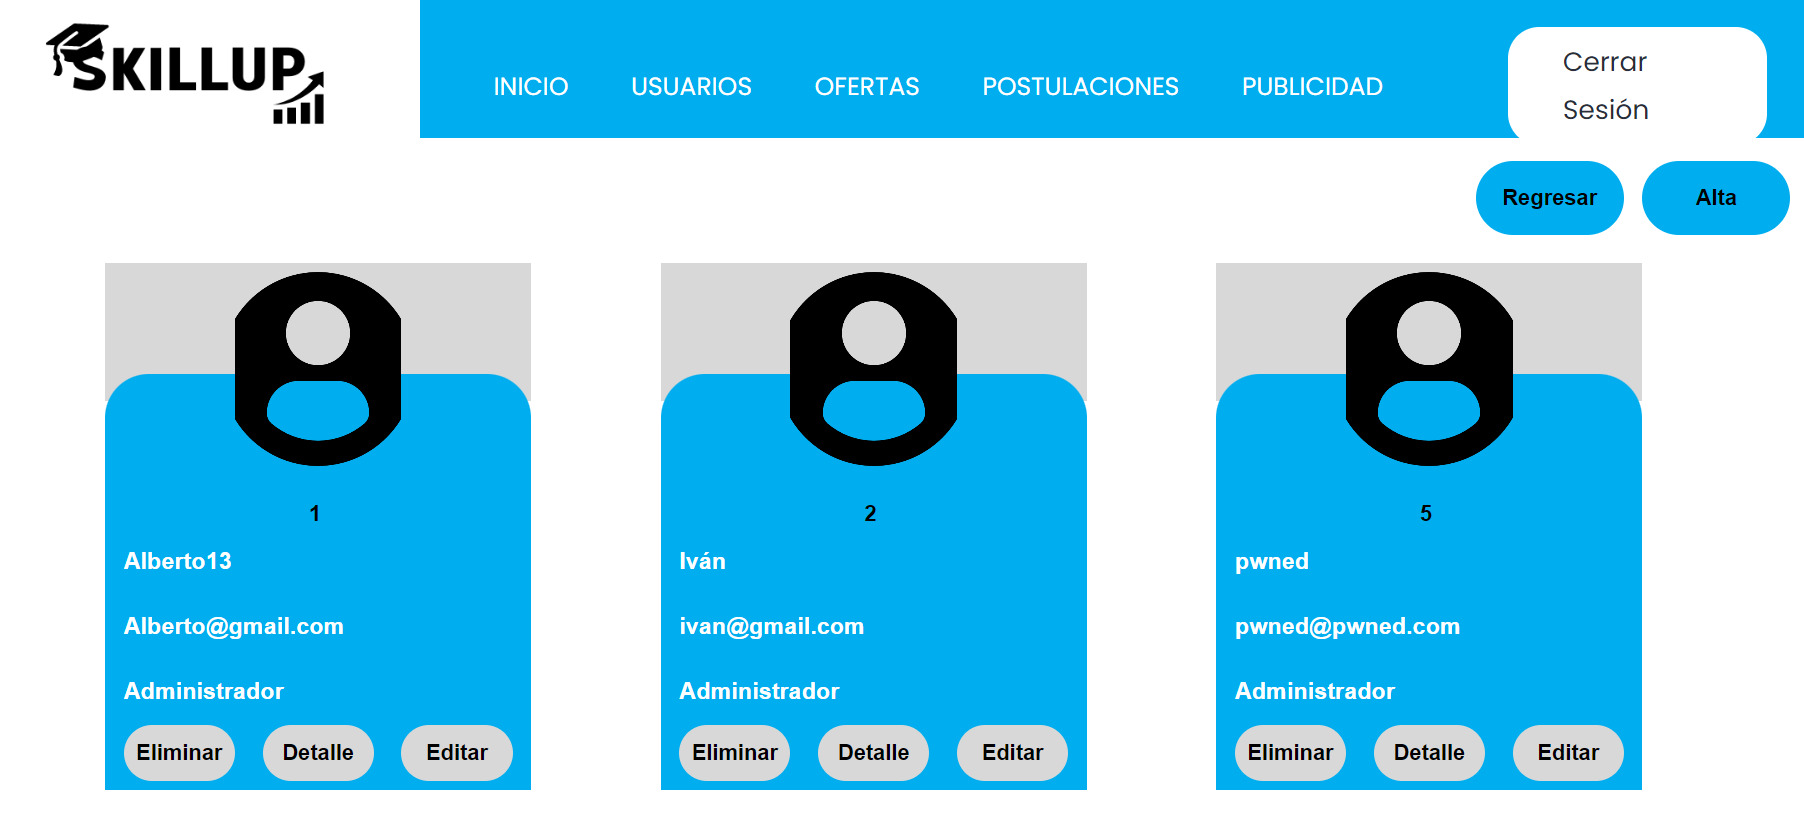 SKILLUP
INICIO USUARIOS OFERTAS POSTULACIONES PUBLICIDAD
Cerrar
Sesión
Regresar Alta
1
Alberto13
Alberto@gmail.com
Administrador
Eliminar Detalle Editar
2
Iván
ivan@gmail.com
Administrador
Eliminar Detalle Editar
5
pwned
pwned@pwned.com
Administrador
Eliminar Detalle Editar